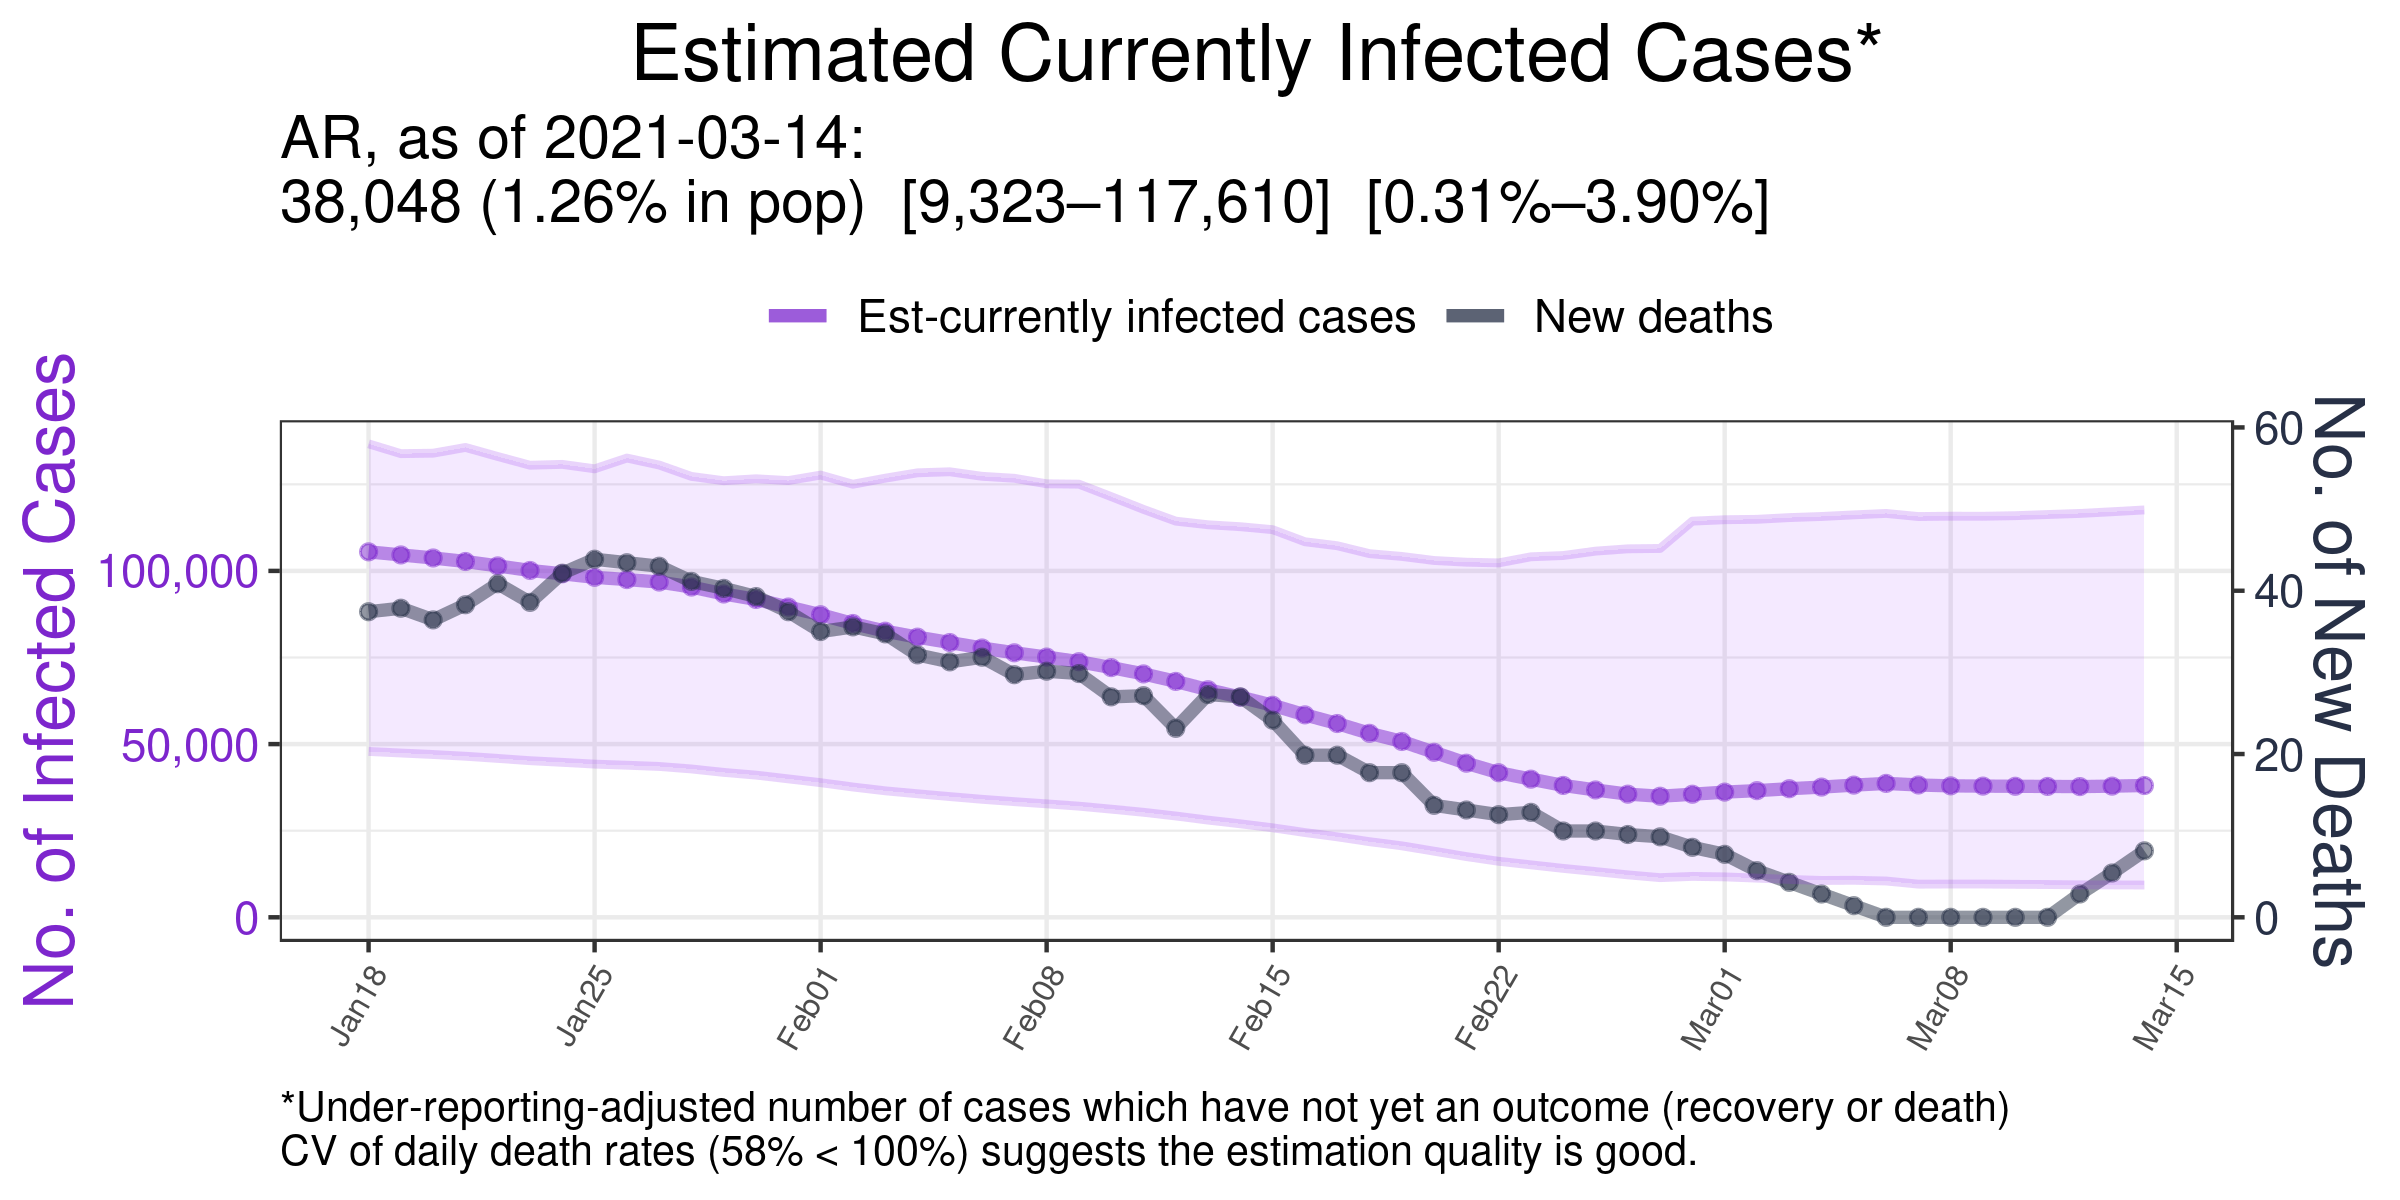 Estimated Currently Infected Cases*
AR, as of 2021-03-14:
38,048 (1.26% in pop)  [9,323–117,610]  [0.31%–3.90%]
Est-currently infected cases
New deaths
No. of Infected Cases
100,000
50,000
0
60
40
20
0
No. of New Deaths
Jan18
Jan25
Feb01
Feb08
Feb15
Feb22
Mar01
Mar08
Mar15
*Under-reporting-adjusted number of cases which have not yet an outcome (recovery or death)
CV of daily death rates (58% < 100%) suggests the estimation quality is good.